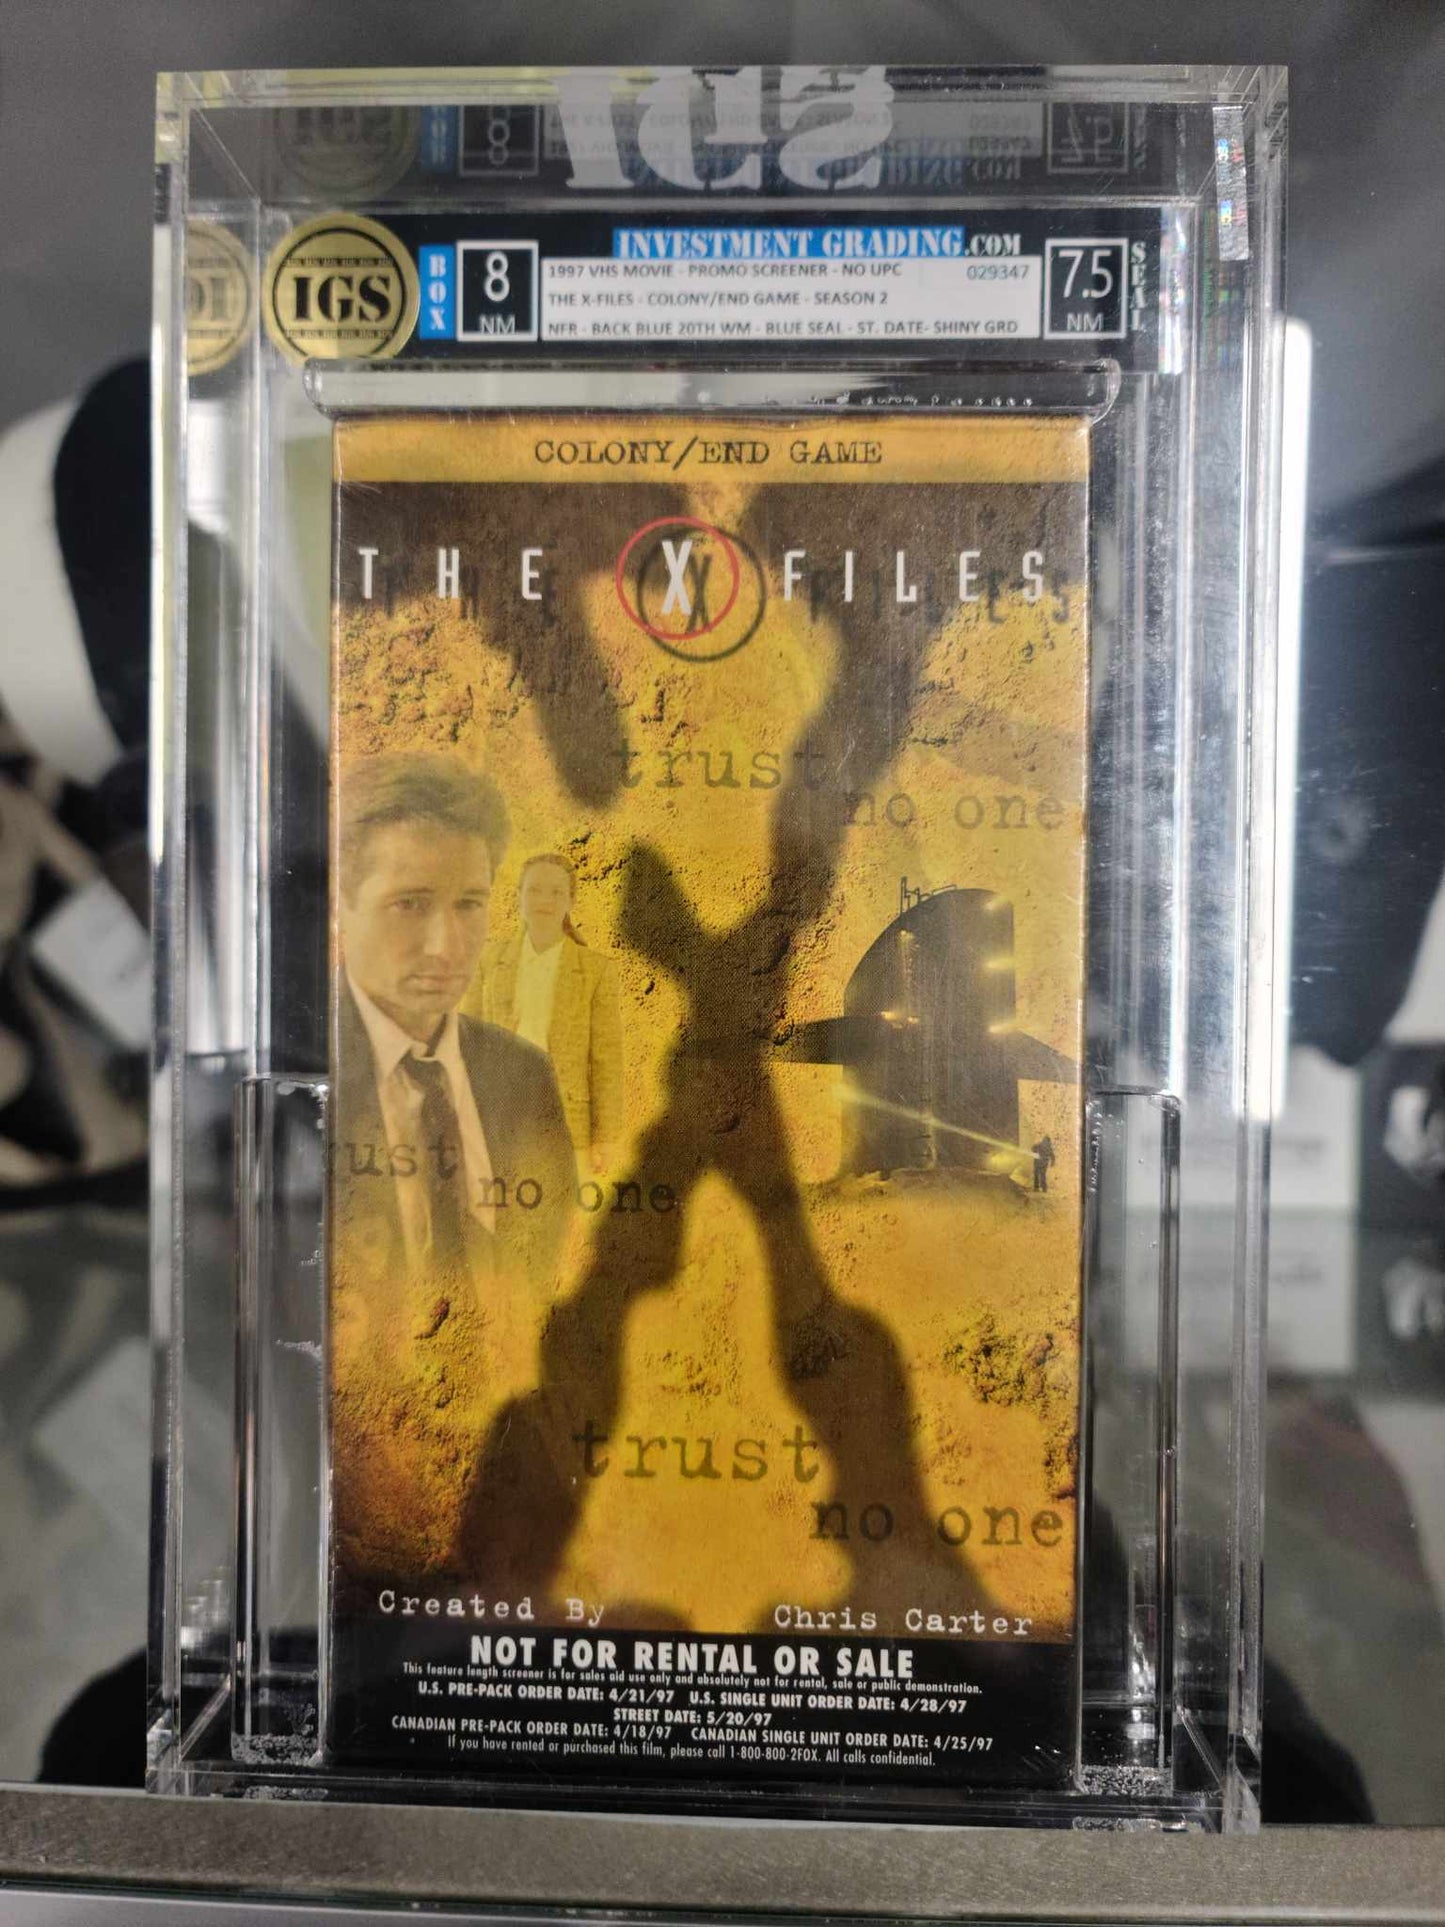 IGS
BOX
8
NM
INVESTMENT GRADING.COM
1997 VHS MOVIE - PROMO SCREENER - NO UPC 029347
THE X-FILES - COLONY/END GAME - SEASON 2
NFR - BACK BLUE 20TH WM - BLUE SEAL - ST. DATE- SHINY GRD
7.5
NM
SEAL
COLONY/END GAME
THE X FILES
trust
no one
trust
no one
trust
no one
Created By Chris Carter
NOT FOR RENTAL OR SALE
This feature length screener is for sales aid use only and absolutely not for rental, sale or public demonstration.
U.S. PRE-PACK ORDER DATE: 4/21/97 U.S. SINGLE UNIT ORDER DATE: 4/28/97
STREET DATE: 5/20/97
CANADIAN PRE-PACK ORDER DATE: 4/18/97 CANADIAN SINGLE UNIT ORDER DATE: 4/25/97
If you have rented or purchased this film, please call 1-800-800-2FOX. All calls confidential.